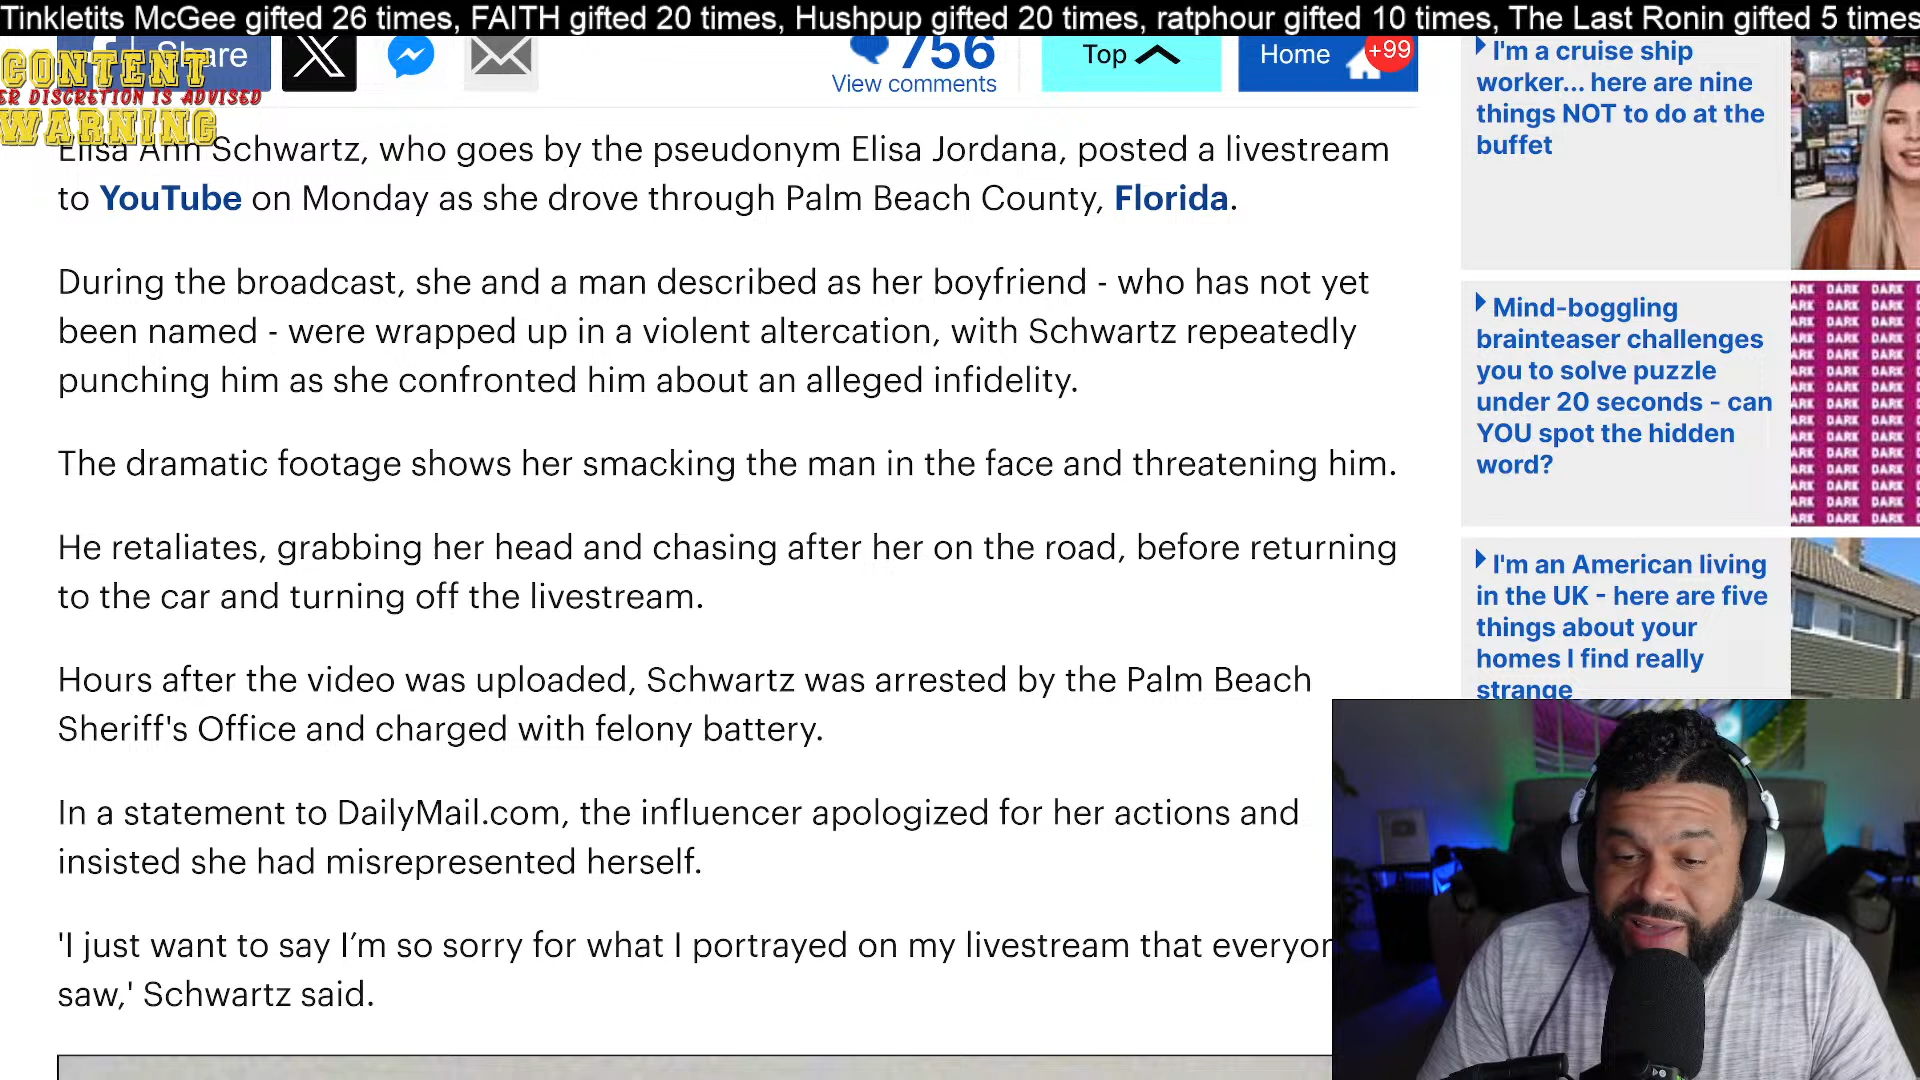 Tinkletits McGee gifted 26 times, FAITH gifted 20 times, Hushpup gifted 20 times, ratphour gifted 10 times, The Last Ronin gifted 5 times
Share
756
View comments
Top
Home
+99
CONTENT
ER DISCRETION IS ADVISED
WARNING
Elisa Ann Schwartz, who goes by the pseudonym Elisa Jordana, posted a livestream
to YouTube on Monday as she drove through Palm Beach County, Florida.
During the broadcast, she and a man described as her boyfriend - who has not yet
been named - were wrapped up in a violent altercation, with Schwartz repeatedly
punching him as she confronted him about an alleged infidelity.
The dramatic footage shows her smacking the man in the face and threatening him.
He retaliates, grabbing her head and chasing after her on the road, before returning
to the car and turning off the livestream.
Hours after the video was uploaded, Schwartz was arrested by the Palm Beach
Sheriff's Office and charged with felony battery.
In a statement to DailyMail.com, the influencer apologized for her actions and
insisted she had misrepresented herself.
'I just want to say I’m so sorry for what I portrayed on my livestream that everyon
saw,' Schwartz said.
I'm a cruise ship
worker... here are nine
things NOT to do at the
buffet
Mind-boggling
brainteaser challenges
you to solve puzzle
under 20 seconds - can
YOU spot the hidden
word?
I'm an American living
in the UK - here are five
things about your
homes I find really
strange